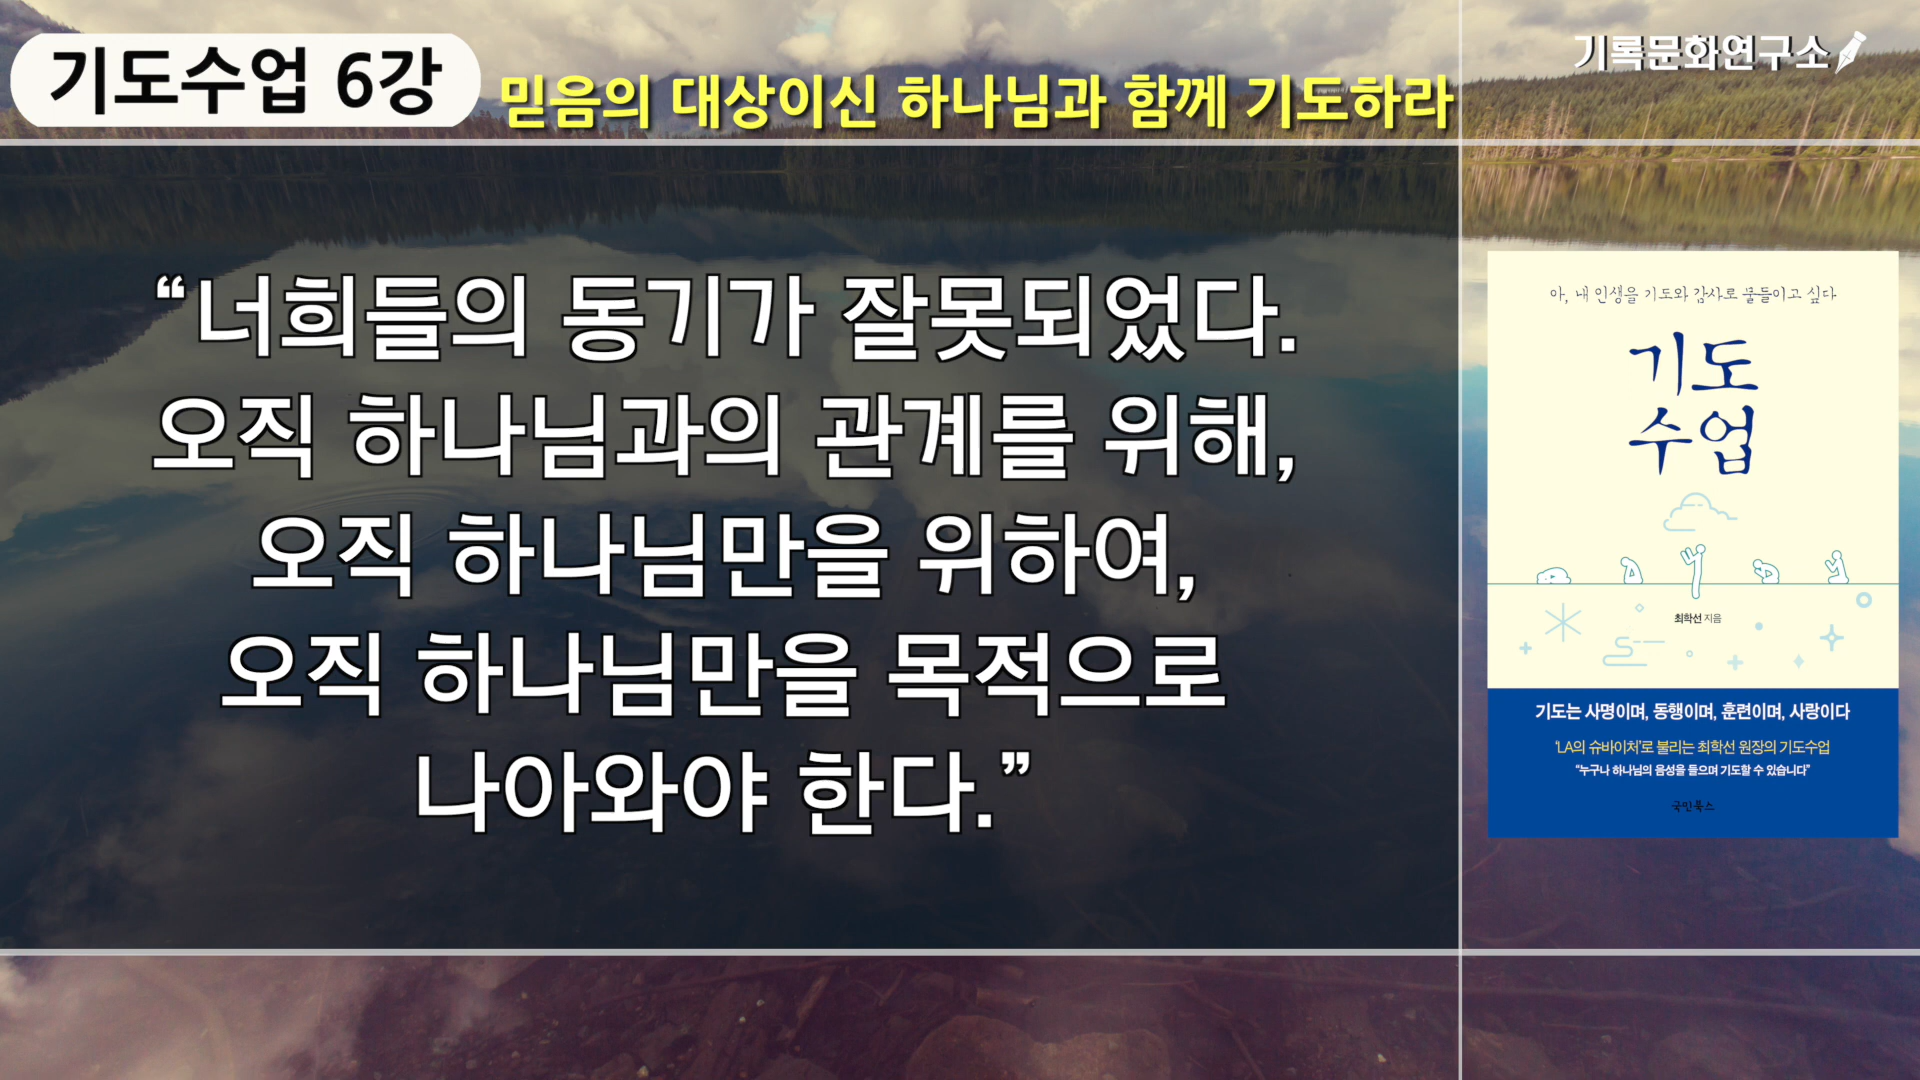 기도수업 6강
믿음의 대상이신 하나님과 함께 기도하라
기록문화연구소
“너희들의 동기가 잘못되었다.
오직 하나님과의 관계를 위해,
오직 하나님만을 위하여,
오직 하나님만을 목적으로
나아와야 한다.”
아, 내 인생을 기도와 감사로 물들이고 싶다
기도
수업
최학선 지음
기도는 사명이며, 동행이며, 훈련이며, 사랑이다
‘LA의 슈바이처’로 불리는 최학선 원장의 기도수업
“누구나 하나님의 음성을 들으며 기도할 수 있습니다”
국민북스